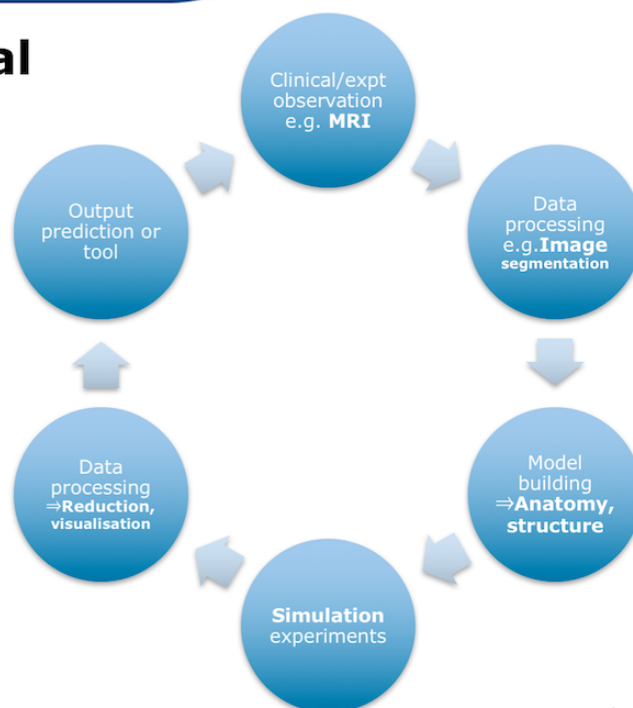 al
Clinical/expt
observation
e.g. MRI
Data
processing
e.g.Image
segmentation
Model
building
⇒Anatomy,
structure
Simulation
experiments
Data
processing
⇒Reduction,
visualisation
Output
prediction or
tool